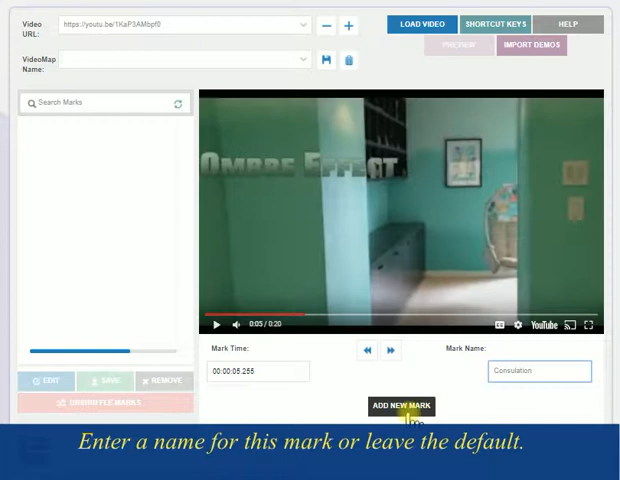 Video
URL:
https://youtu.be/1KaP3AMbpf0
LOAD VIDEO
SHORTCUT KEYS
HELP
PREVIEW
IMPORT DEMOS
VideoMap
Name:
Search Marks
OMBRE EFFECT
0:05 / 0:20
YouTube
Mark Time:
Mark Name:
00:00:05.255
Consulation
EDIT
SAVE
REMOVE
UNSHUFFLE MARKS
ADD NEW MARK
Enter a name for this mark or leave the default.